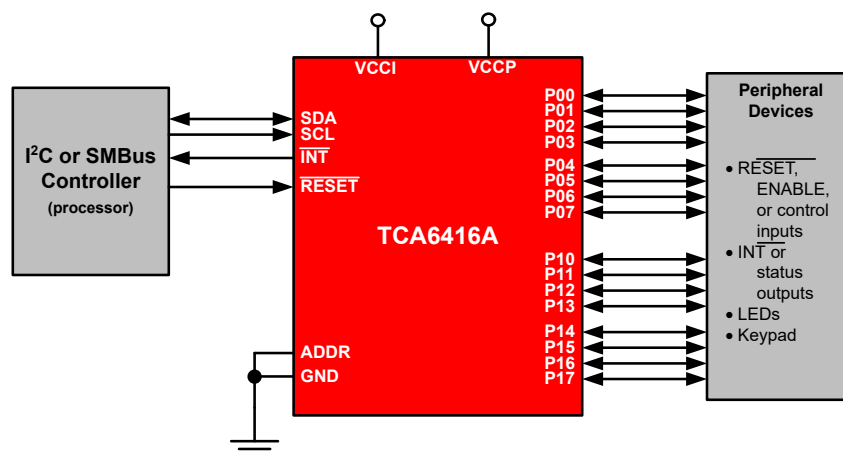 VCCI
VCCP
I²C or SMBus
Controller
(processor)
SDA
SCL
INT
RESET
TCA6416A
ADDR
GND
P00
P01
P02
P03
P04
P05
P06
P07
P10
P11
P12
P13
P14
P15
P16
P17
Peripheral
Devices
• RESET,
ENABLE,
or control
inputs
• INT or
status
outputs
• LEDs
• Keypad